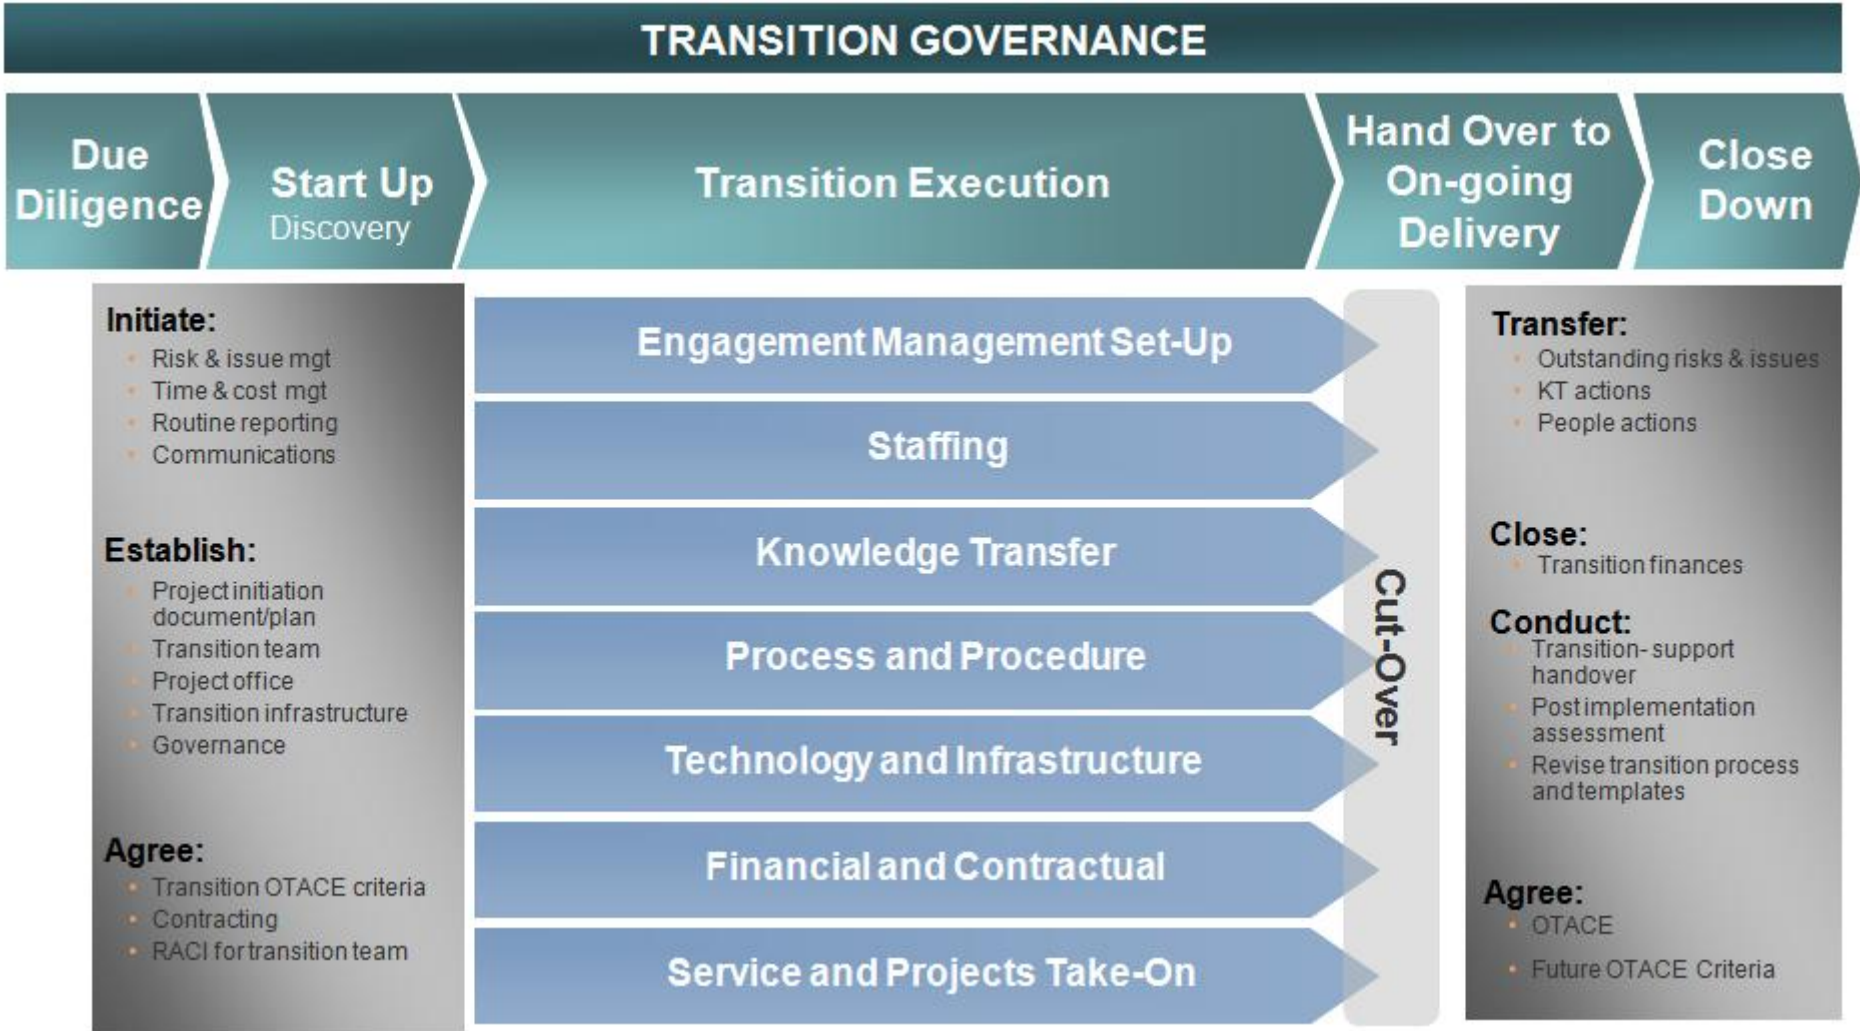 TRANSITION GOVERNANCE
Due
Diligence
Start Up
Discovery
Transition Execution
Hand Over to
On-going
Delivery
Close
Down
Initiate:
Risk & issue mgt
Time & cost mgt
Routine reporting
Communications
Establish:
Project initiation
document/plan
Transition team
Project office
Transition infrastructure
Governance
Agree:
Transition OTACE criteria
Contracting
RACI for transition team
Engagement Management Set-Up
Staffing
Knowledge Transfer
Process and Procedure
Technology and Infrastructure
Financial and Contractual
Service and Projects Take-On
Cut-Over
Transfer:
Outstanding risks & issues
KT actions
People actions
Close:
Transition finances
Conduct:
Transition- support
handover
Post implementation
assessment
Revise transition process
and templates
Agree:
OTACE
Future OTACE Criteria